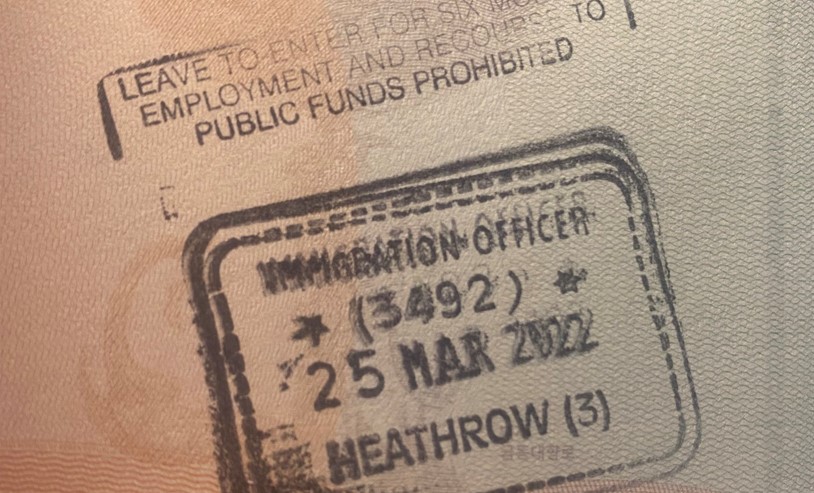 LEAVE TO ENTER FOR SIX MO
EMPLOYMENT AND RECOURSE TO
PUBLIC FUNDS PROHIBITED
IMMIGRATION OFFICER
★ (3492) ★
25 MAR 2022
HEATHROW (3)